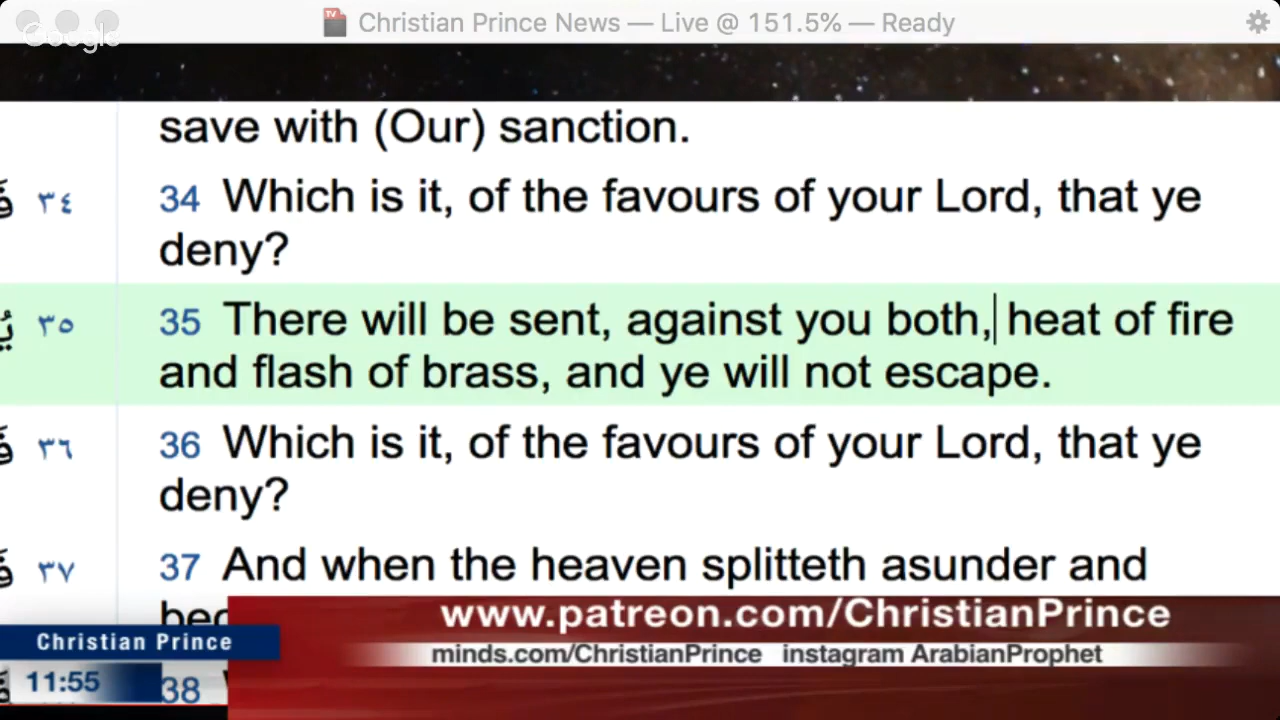 Christian Prince News — Live @ 151.5% — Ready
Google
save with (Our) sanction.
٣٤ 34 Which is it, of the favours of your Lord, that ye
deny?
٣٥ 35 There will be sent, against you both, heat of fire
and flash of brass, and ye will not escape.
٣٦ 36 Which is it, of the favours of your Lord, that ye
deny?
٣٧ 37 And when the heaven splitteth asunder and
www.patreon.com/ChristianPrince
Christian Prince
minds.com/ChristianPrince instagram ArabianProphet
11:55
38